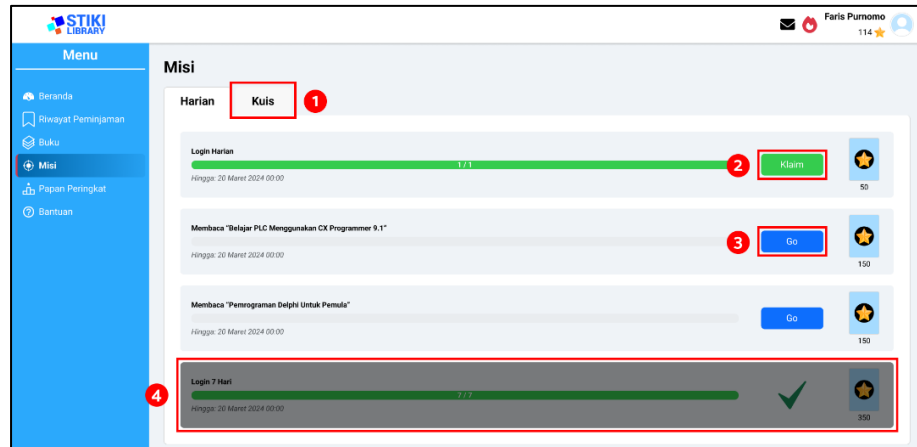 STIKI
LIBRARY
Faris Purnomo
114
Menu
Beranda
Riwayat Peminjaman
Buku
Misi
Papan Peringkat
Bantuan
Misi
Harian
Kuis
1
Login Harian
1 / 1
Hingga: 20 Maret 2024 00:00
2
Klaim
50
Membaca "Belajar PLC Menggunakan CX Programmer 9.1"
Hingga: 20 Maret 2024 00:00
3
Go
150
Membaca "Pemrograman Delphi Untuk Pemula"
Hingga: 20 Maret 2024 00:00
Go
150
4
Login 7 Hari
7 / 7
Hingga: 20 Maret 2024 00:00
350